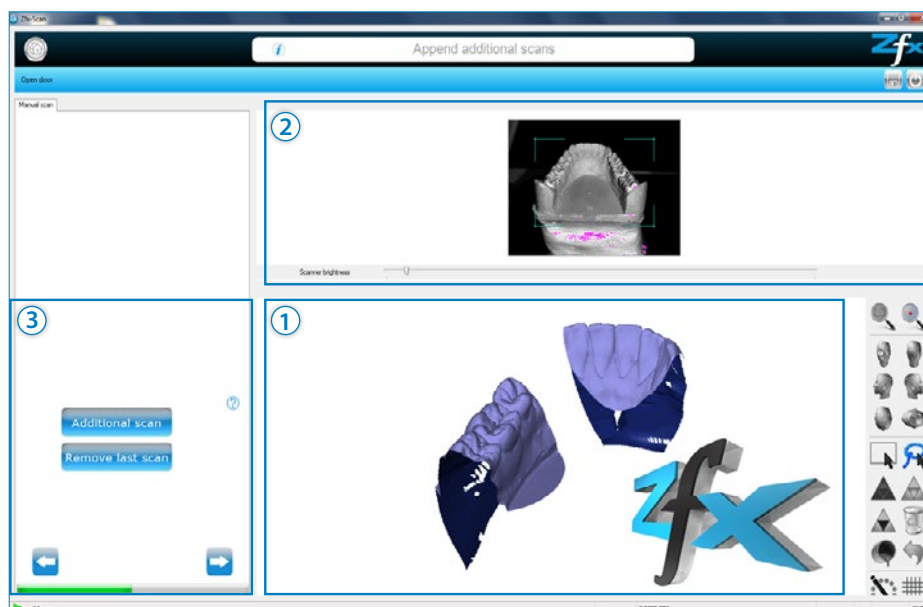 Zfx-Scan
Append additional scans
Zfx
Open door
Manual scan
2
Scanner brightness
3
1
Additional scan
Remove last scan
zfx